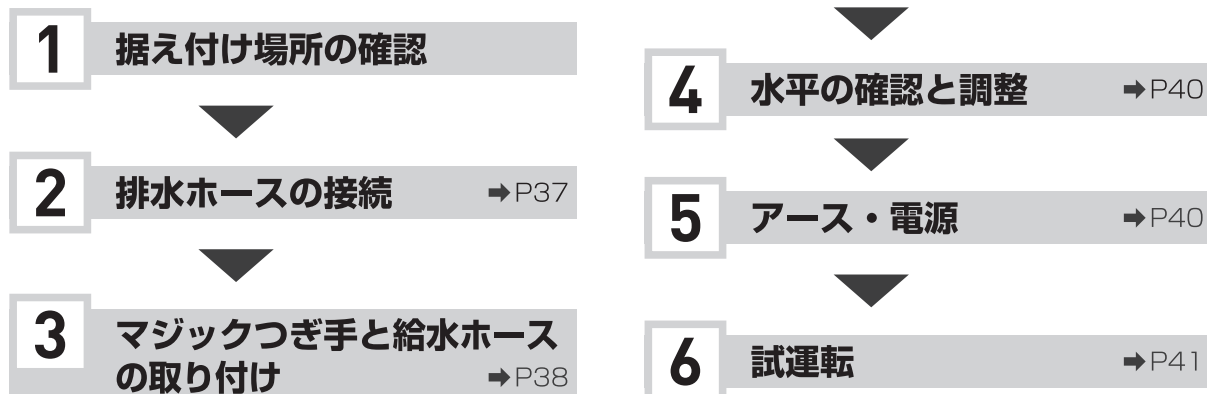 1 据え付け場所の確認
2 排水ホースの接続 ➡P37
3 マジックつぎ手と給水ホース
の取り付け ➡P38
4 水平の確認と調整 ➡P40
5 アース・電源 ➡P40
6 試運転 ➡P41